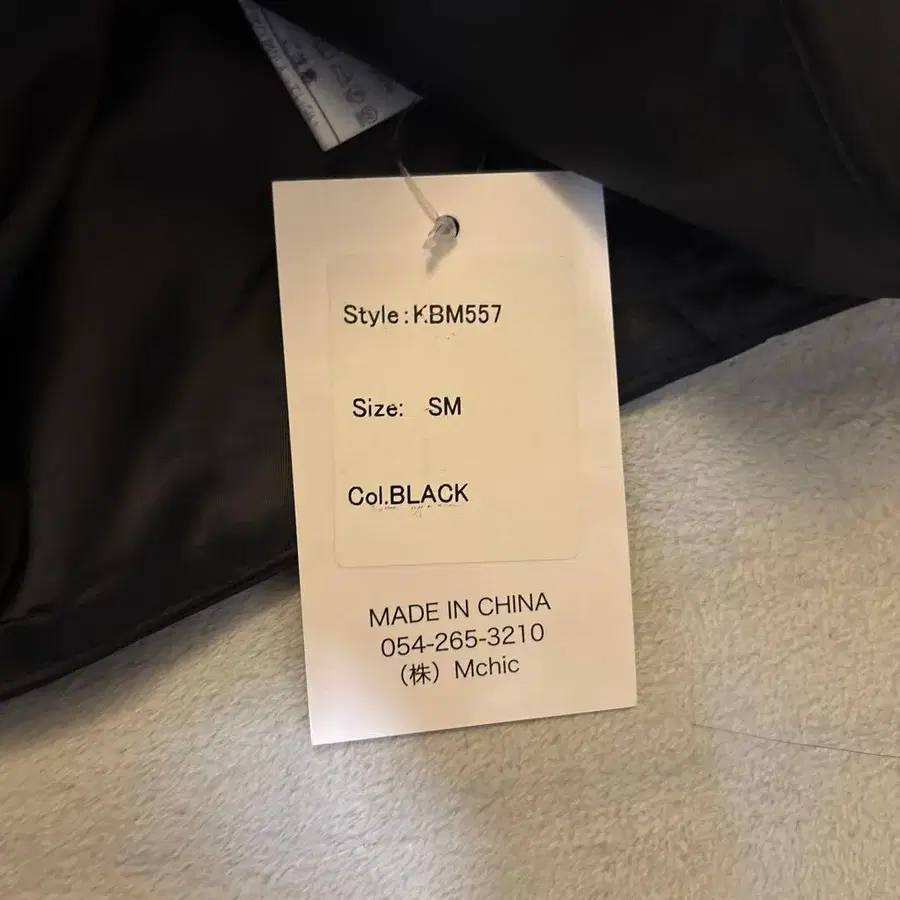 Style:KBM557
Size: SM
Col.BLACK
MADE IN CHINA
054-265-3210
（株）Mchic